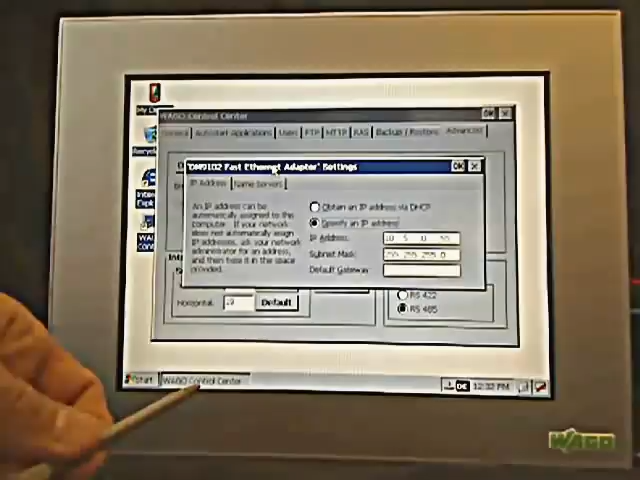 WAGO Control Center OK ×
General Autostart Applications Users FTP HTTP RAS Backup / Restore Advanced
'DM9102 Fast Ethernet Adapter' Settings OK ×
IP Address Name Servers
An IP address can be
automatically assigned to this
computer. If your network
does not automatically assign
IP addresses, ask your network
administrator for an address,
and then type it in the space
provided.
Obtain an IP address via DHCP
Specify an IP address
IP Address:
Subnet Mask: 255.255.255.0
Default Gateway:
Horizontal: Default
RS 422
RS 485
Start WAGO Control Center DE 12:32 PM
WAGO